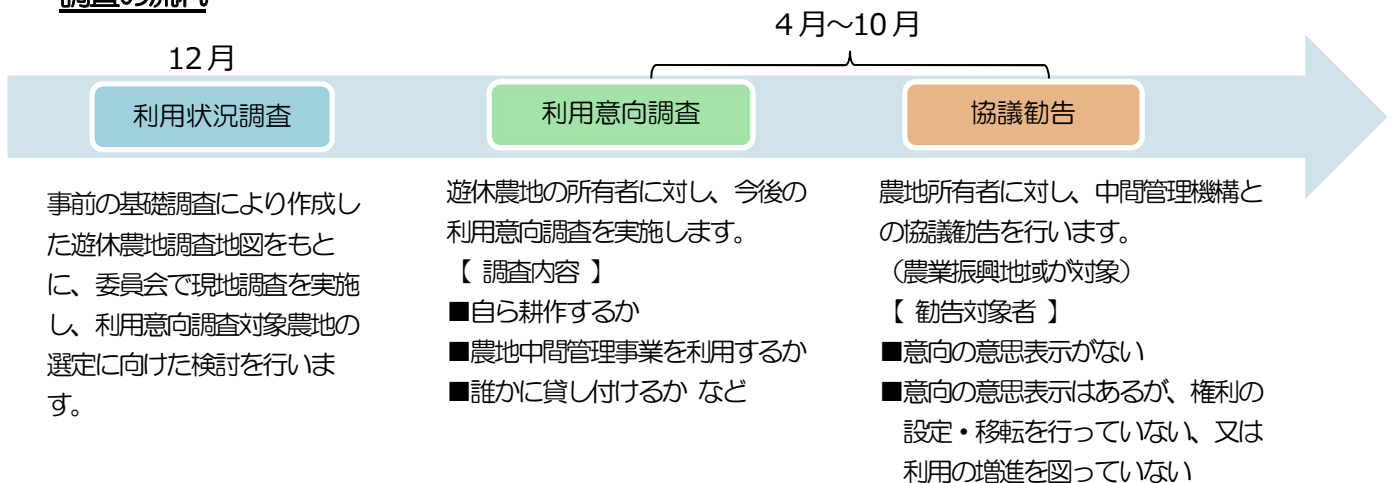 調査の流れ
4月~10月
12月
利用状況調査
利用意向調査
協議勧告
事前の基礎調査により作成し
た遊休農地調査地図をもと
に、委員会で現地調査を実施
し、利用意向調査対象農地の
選定に向けた検討を行いま
す。
遊休農地の所有者に対し、今後の
利用意向調査を実施します。
【 調査内容 】
■自ら耕作するか
■農地中間管理事業を利用するか
■誰かに貸し付けるか など
農地所有者に対し、中間管理機構と
の協議勧告を行います。
(農業振興地域が対象)
【 勧告対象者 】
■意向の意思表示がない
■意向の意思表示はあるが、権利の
設定・移転を行っていない、又は
利用の増進を図っていない